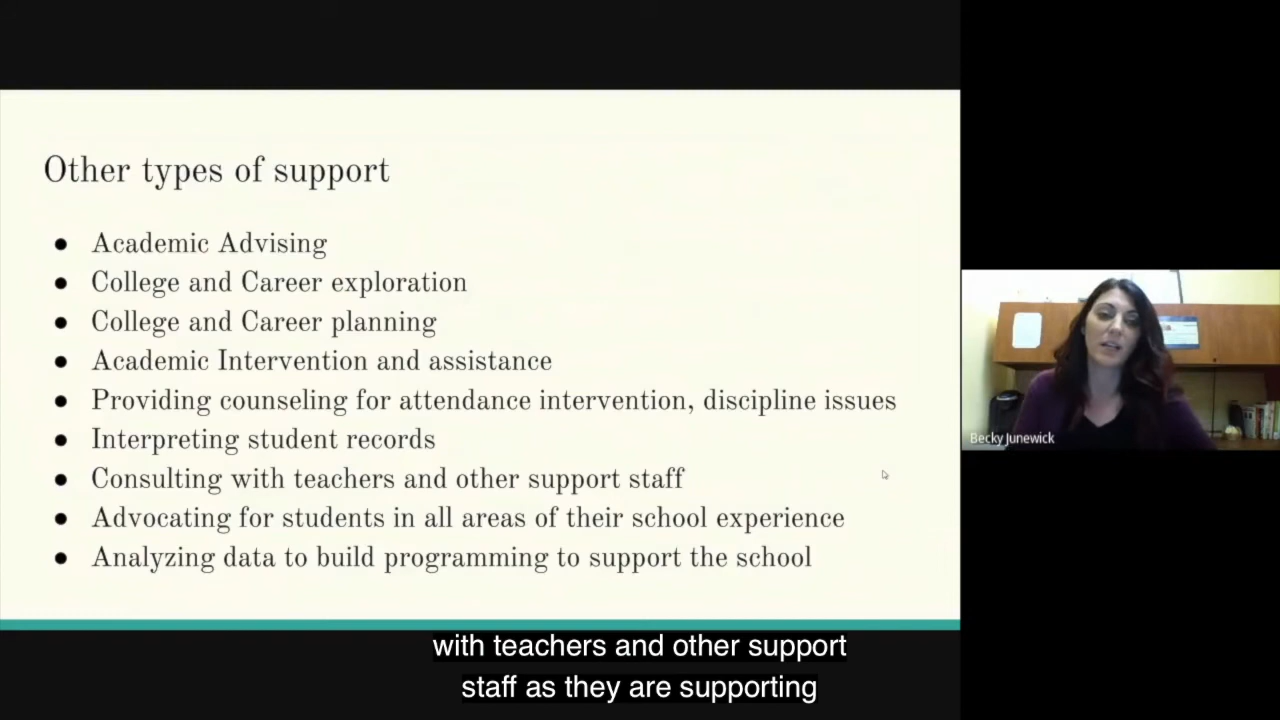 Other types of support
● Academic Advising
● College and Career exploration
● College and Career planning
● Academic Intervention and assistance
● Providing counseling for attendance intervention, discipline issues
● Interpreting student records
● Consulting with teachers and other support staff
● Advocating for students in all areas of their school experience
● Analyzing data to build programming to support the school
Becky Junewick
with teachers and other support
staff as they are supporting